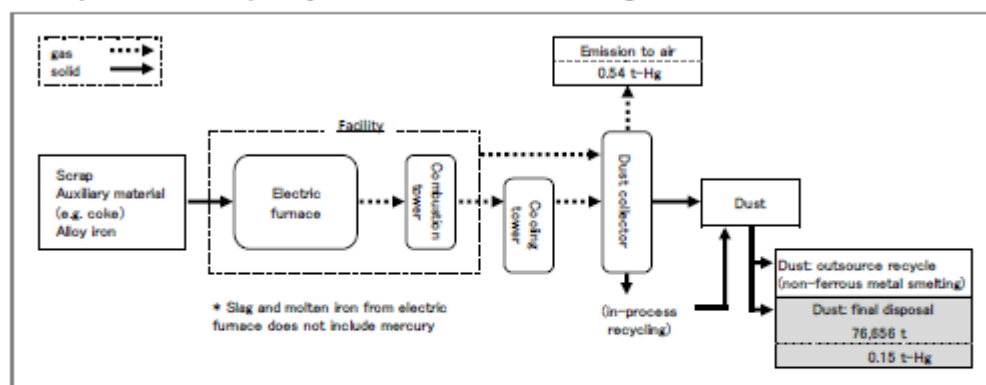 gas
solid
Emission to air
0.54 t-Hg
Facility
Scrap
Auxiliary material
(e.g. coke)
Alloy iron
Electric
furnace
Combustion
tower
Cooling
tower
Dust collector
Dust
* Slag and molten iron from electric
furnace does not include mercury
(in-process
recycling)
Dust: outsource recycle
(non-ferrous metal smelting)
Dust: final disposal
76,656 t
0.15 t-Hg